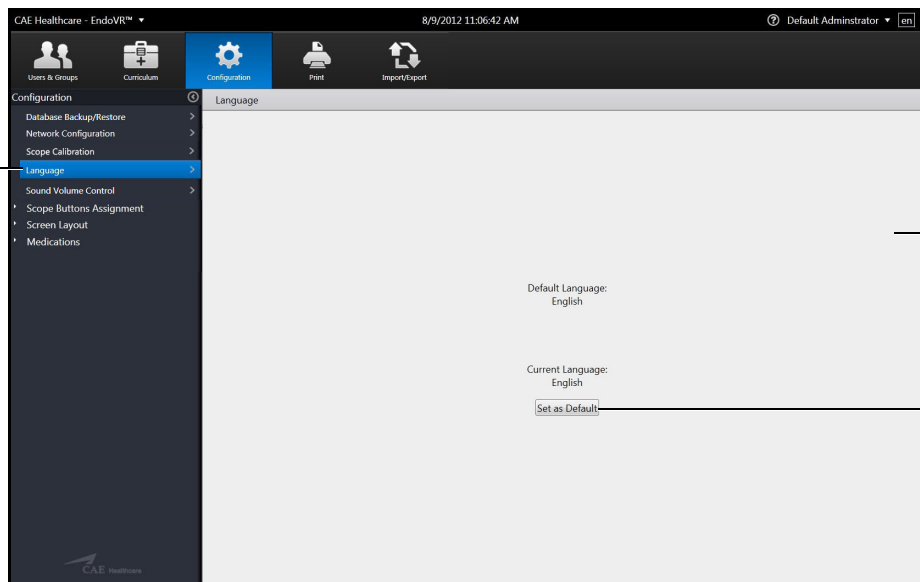 CAE Healthcare - EndoVR™
8/9/2012 11:06:42 AM
Default Adminstrator
en
Users & Groups
Curriculum
Configuration
Print
Import/Export
Configuration
Language
Database Backup/Restore
Network Configuration
Scope Calibration
Language
Sound Volume Control
Scope Buttons Assignment
Screen Layout
Medications
Default Language:
English
Current Language:
English
Set as Default
CAE Healthcare